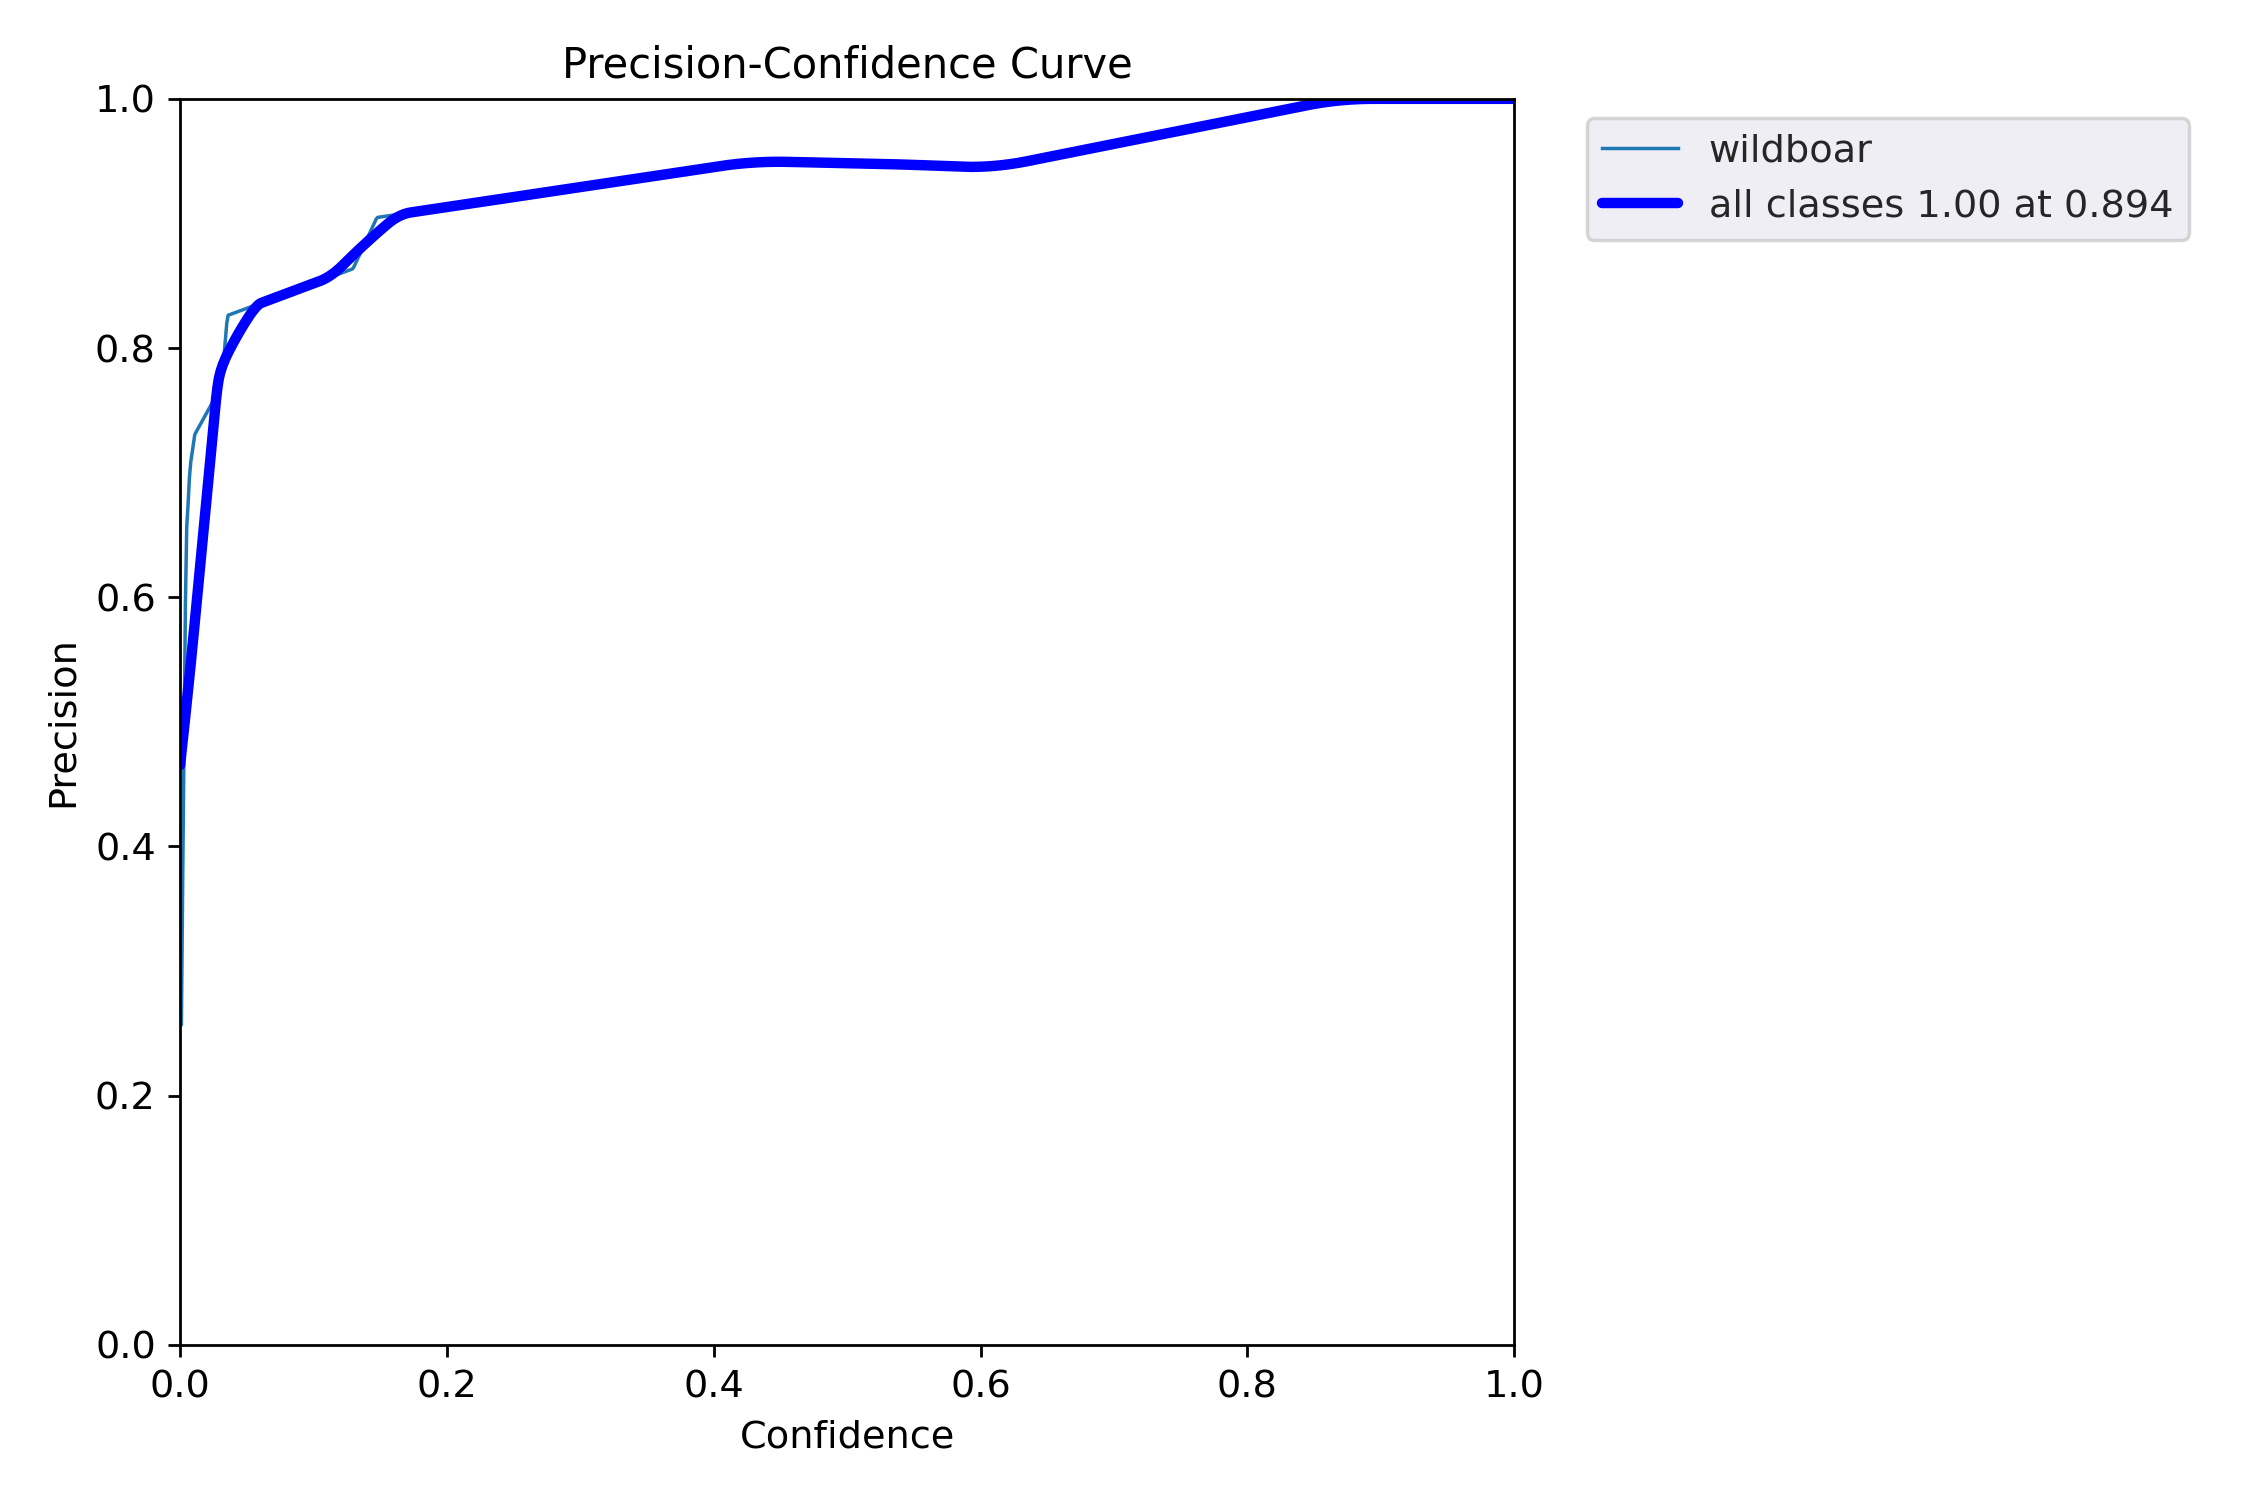 Precision-Confidence Curve
1.0
0.8
0.6
0.4
0.2
0.0
Precision
0.0 0.2 0.4 0.6 0.8 1.0
Confidence
wildboar
all classes 1.00 at 0.894